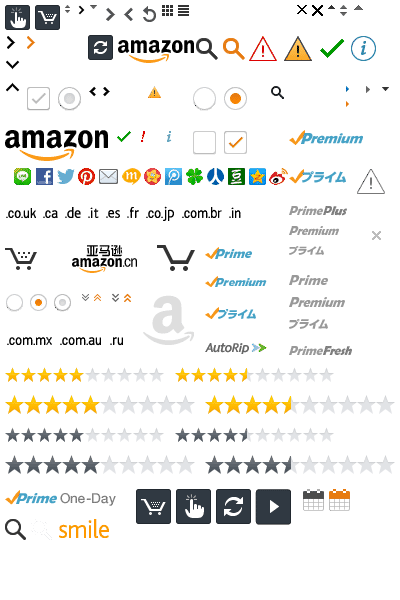 amazon
amazon
Premium
プライム
.co.uk .ca .de .it .es .fr .co.jp .com.br .in
PrimePlus
Premium
プライム
亚马逊
amazon.cn
Prime
Premium
プライム
Prime
Premium
プライム
a
.com.mx .com.au .ru
AutoRip
PrimeFresh
Prime One-Day
smile